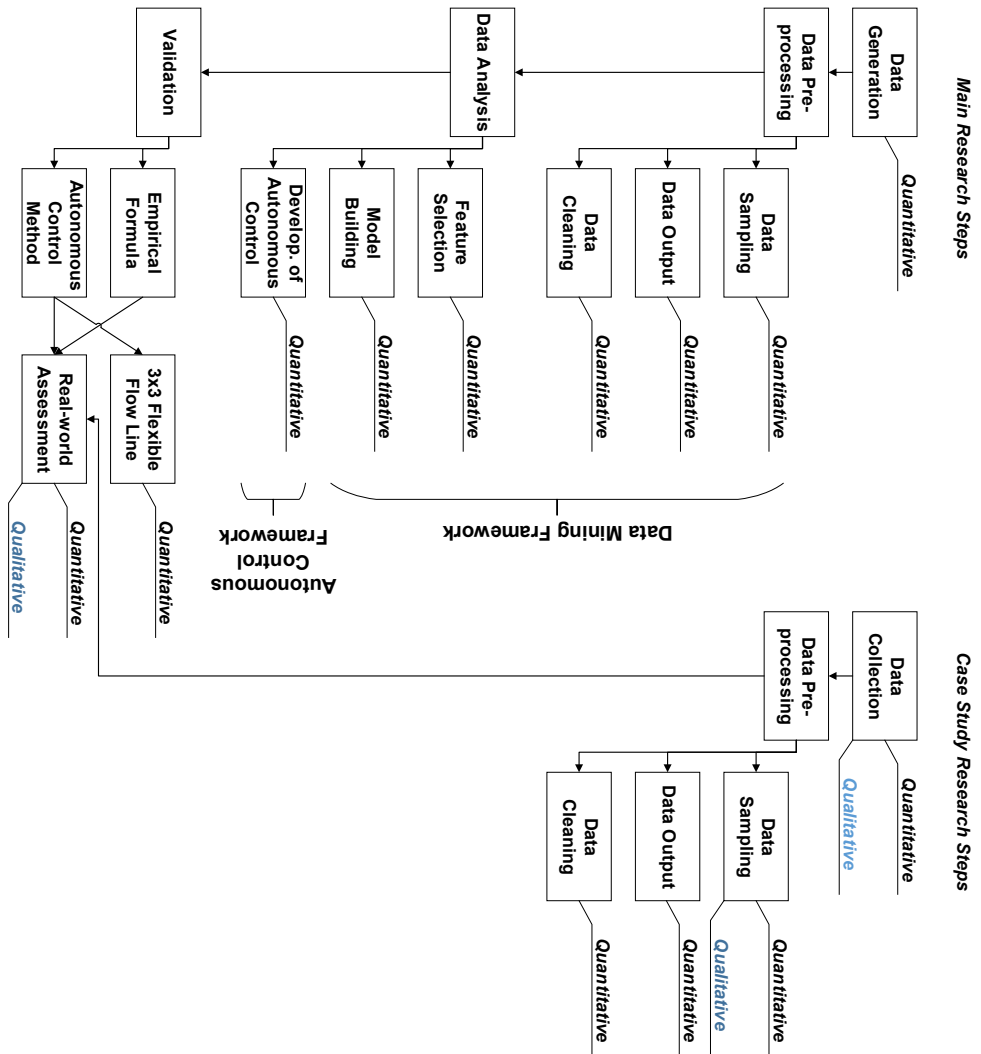 Main Research Steps
Data
Generation
Quantitative
Data Pre-
processing
Data
Sampling
Quantitative
Data Output
Quantitative
Data
Cleaning
Quantitative
Data Analysis
Feature
Selection
Quantitative
Model
Building
Quantitative
Develop. of
Autonomous
Control
Quantitative
Data Mining Framework
Autonomous
Control
Framework
Validation
Empirical
Formula
Autonomous
Control
Method
3x3 Flexible
Flow Line
Quantitative
Real-world
Assessment
Quantitative
Qualitative
Case Study Research Steps
Data
Collection
Quantitative
Qualitative
Data Pre-
processing
Data
Sampling
Quantitative
Qualitative
Data Output
Quantitative
Data
Cleaning
Quantitative